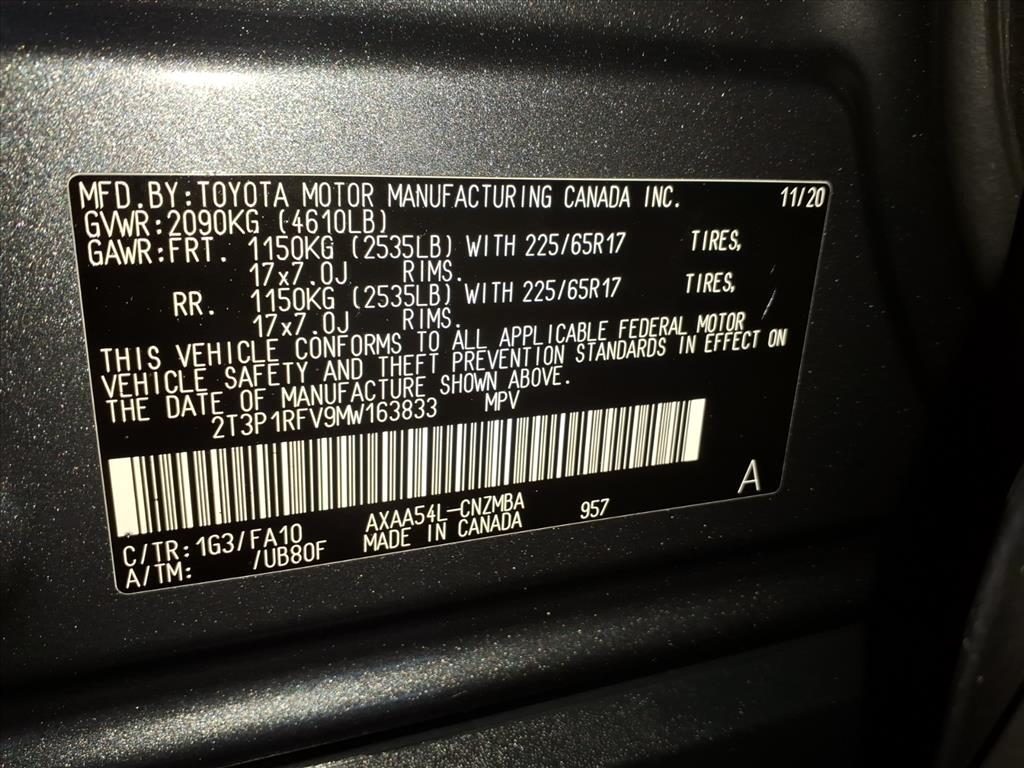 MFD.BY:TOYOTA MOTOR MANUFACTURING CANADA INC. 11/20
GVWR:2090KG (4610LB)
GAWR:FRT. 1150KG (2535LB) WITH 225/65R17 TIRES,
17x7.0J RIMS.
RR. 1150KG (2535LB) WITH 225/65R17 TIRES,
17x7.0J RIMS.
THIS VEHICLE CONFORMS TO ALL APPLICABLE FEDERAL MOTOR
VEHICLE SAFETY AND THEFT PREVENTION STANDARDS IN EFFECT ON
THE DATE OF MANUFACTURE SHOWN ABOVE.
2T3P1RFV9MW163833 MPV
A
C/TR:1G3/FA10 AXAA54L-CNZMBA 957
A/TM: /UB80F MADE IN CANADA